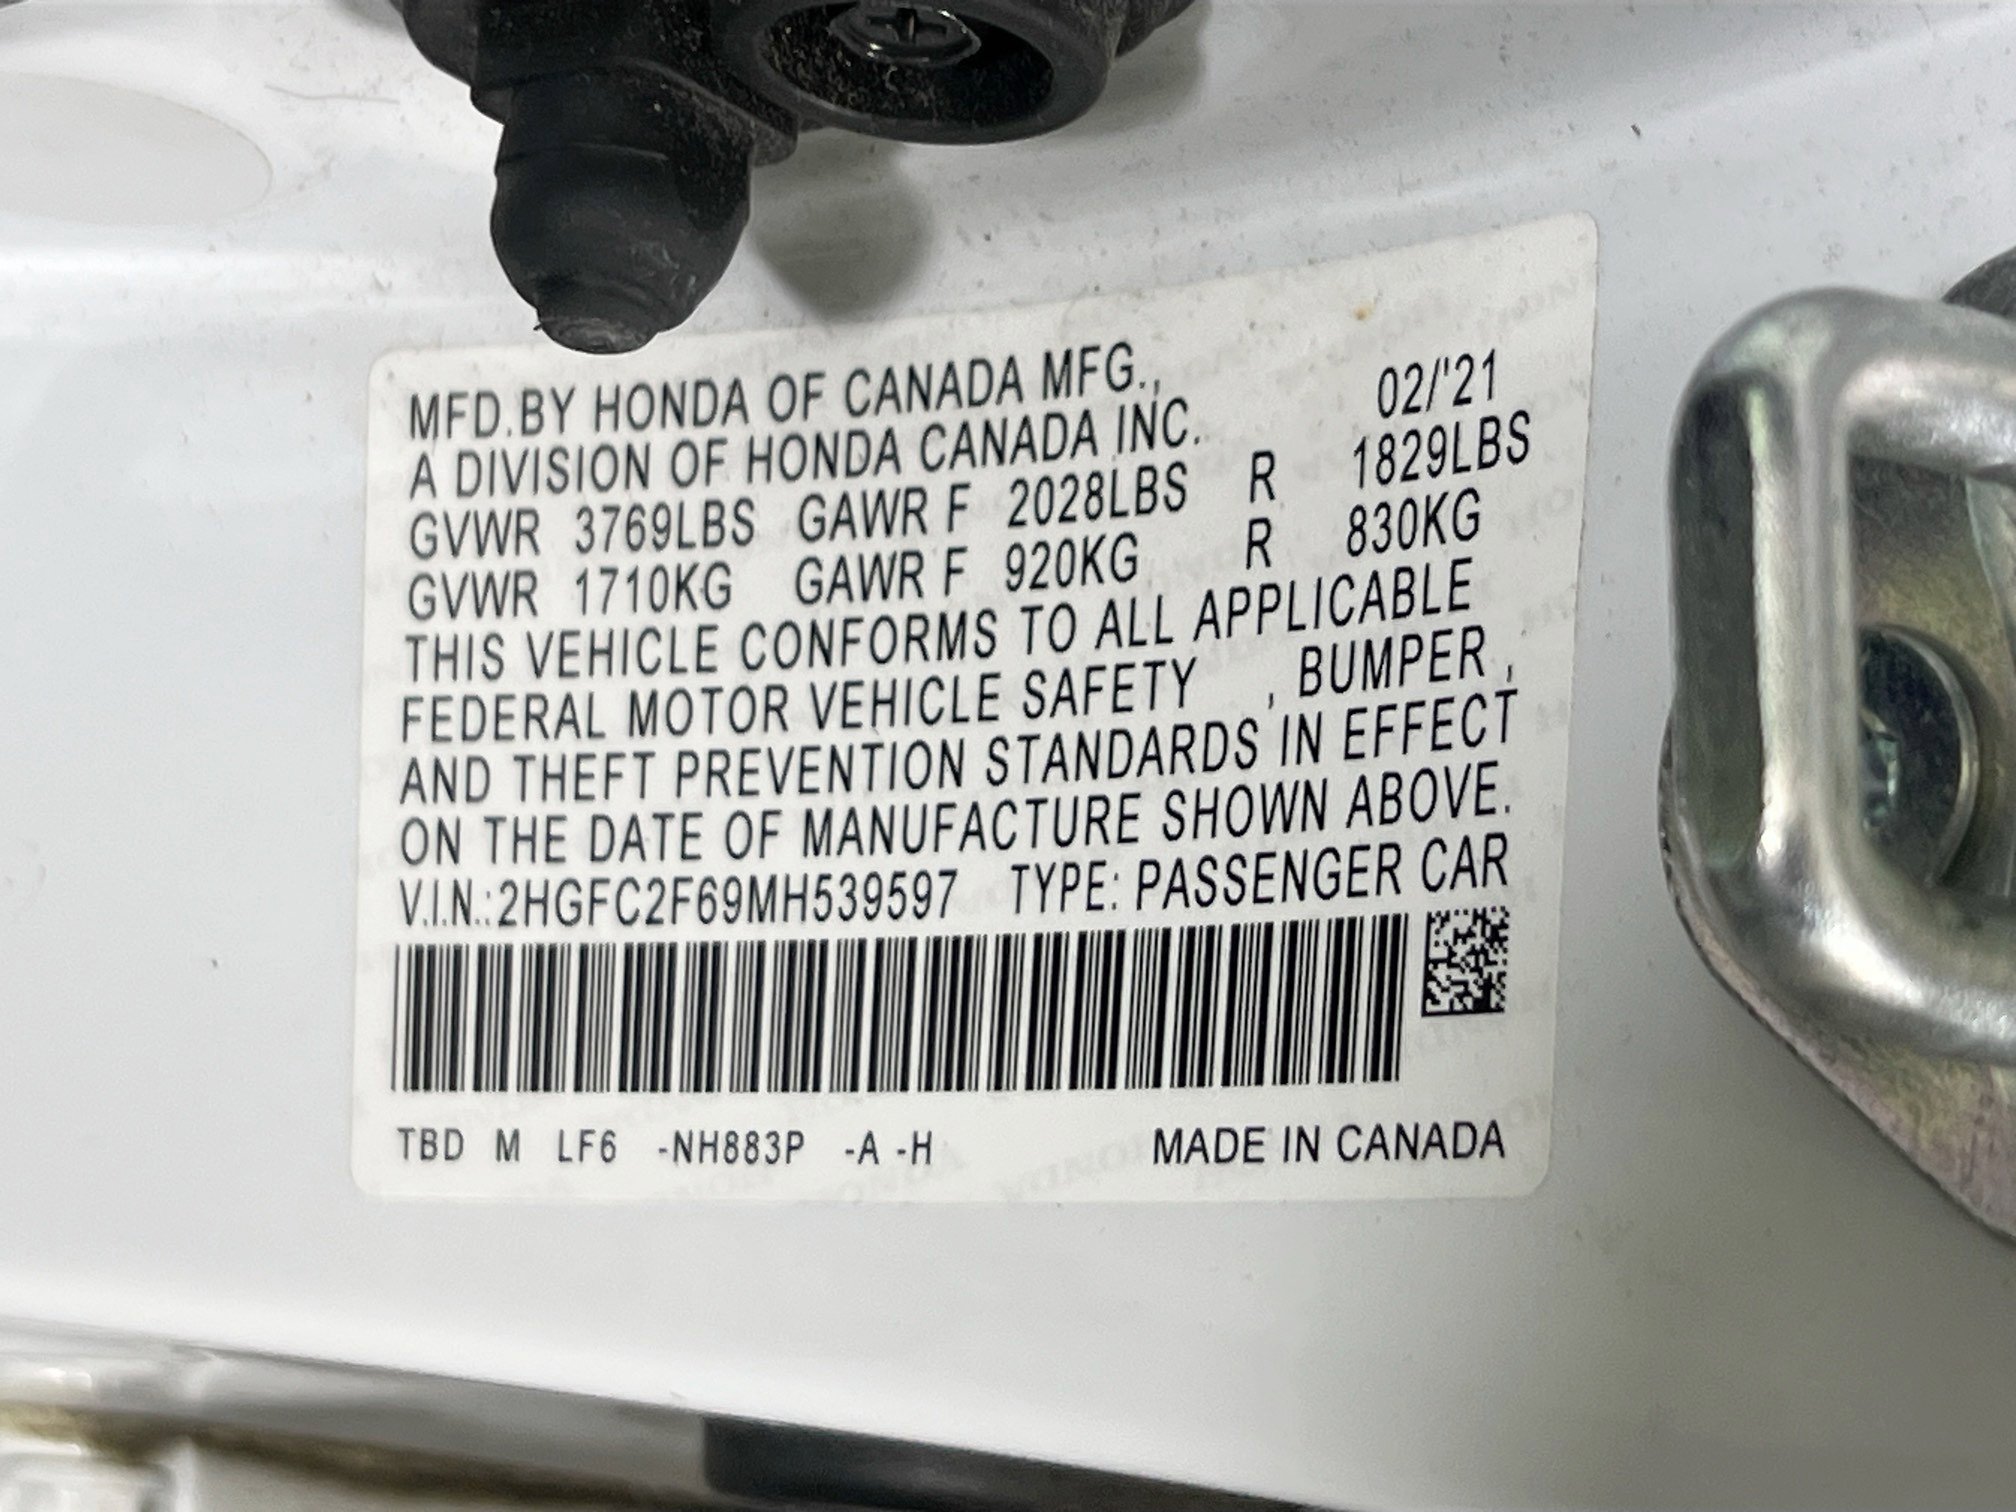 MFD.BY HONDA OF CANADA MFG., 02/'21
A DIVISION OF HONDA CANADA INC.
GVWR 3769LBS GAWR F 2028LBS R 1829LBS
GVWR 1710KG GAWR F 920KG R 830KG
THIS VEHICLE CONFORMS TO ALL APPLICABLE
FEDERAL MOTOR VEHICLE SAFETY , BUMPER ,
AND THEFT PREVENTION STANDARDS IN EFFECT
ON THE DATE OF MANUFACTURE SHOWN ABOVE.
V.I.N.:2HGFC2F69MH539597 TYPE: PASSENGER CAR
TBD M LF6 -NH883P -A -H MADE IN CANADA